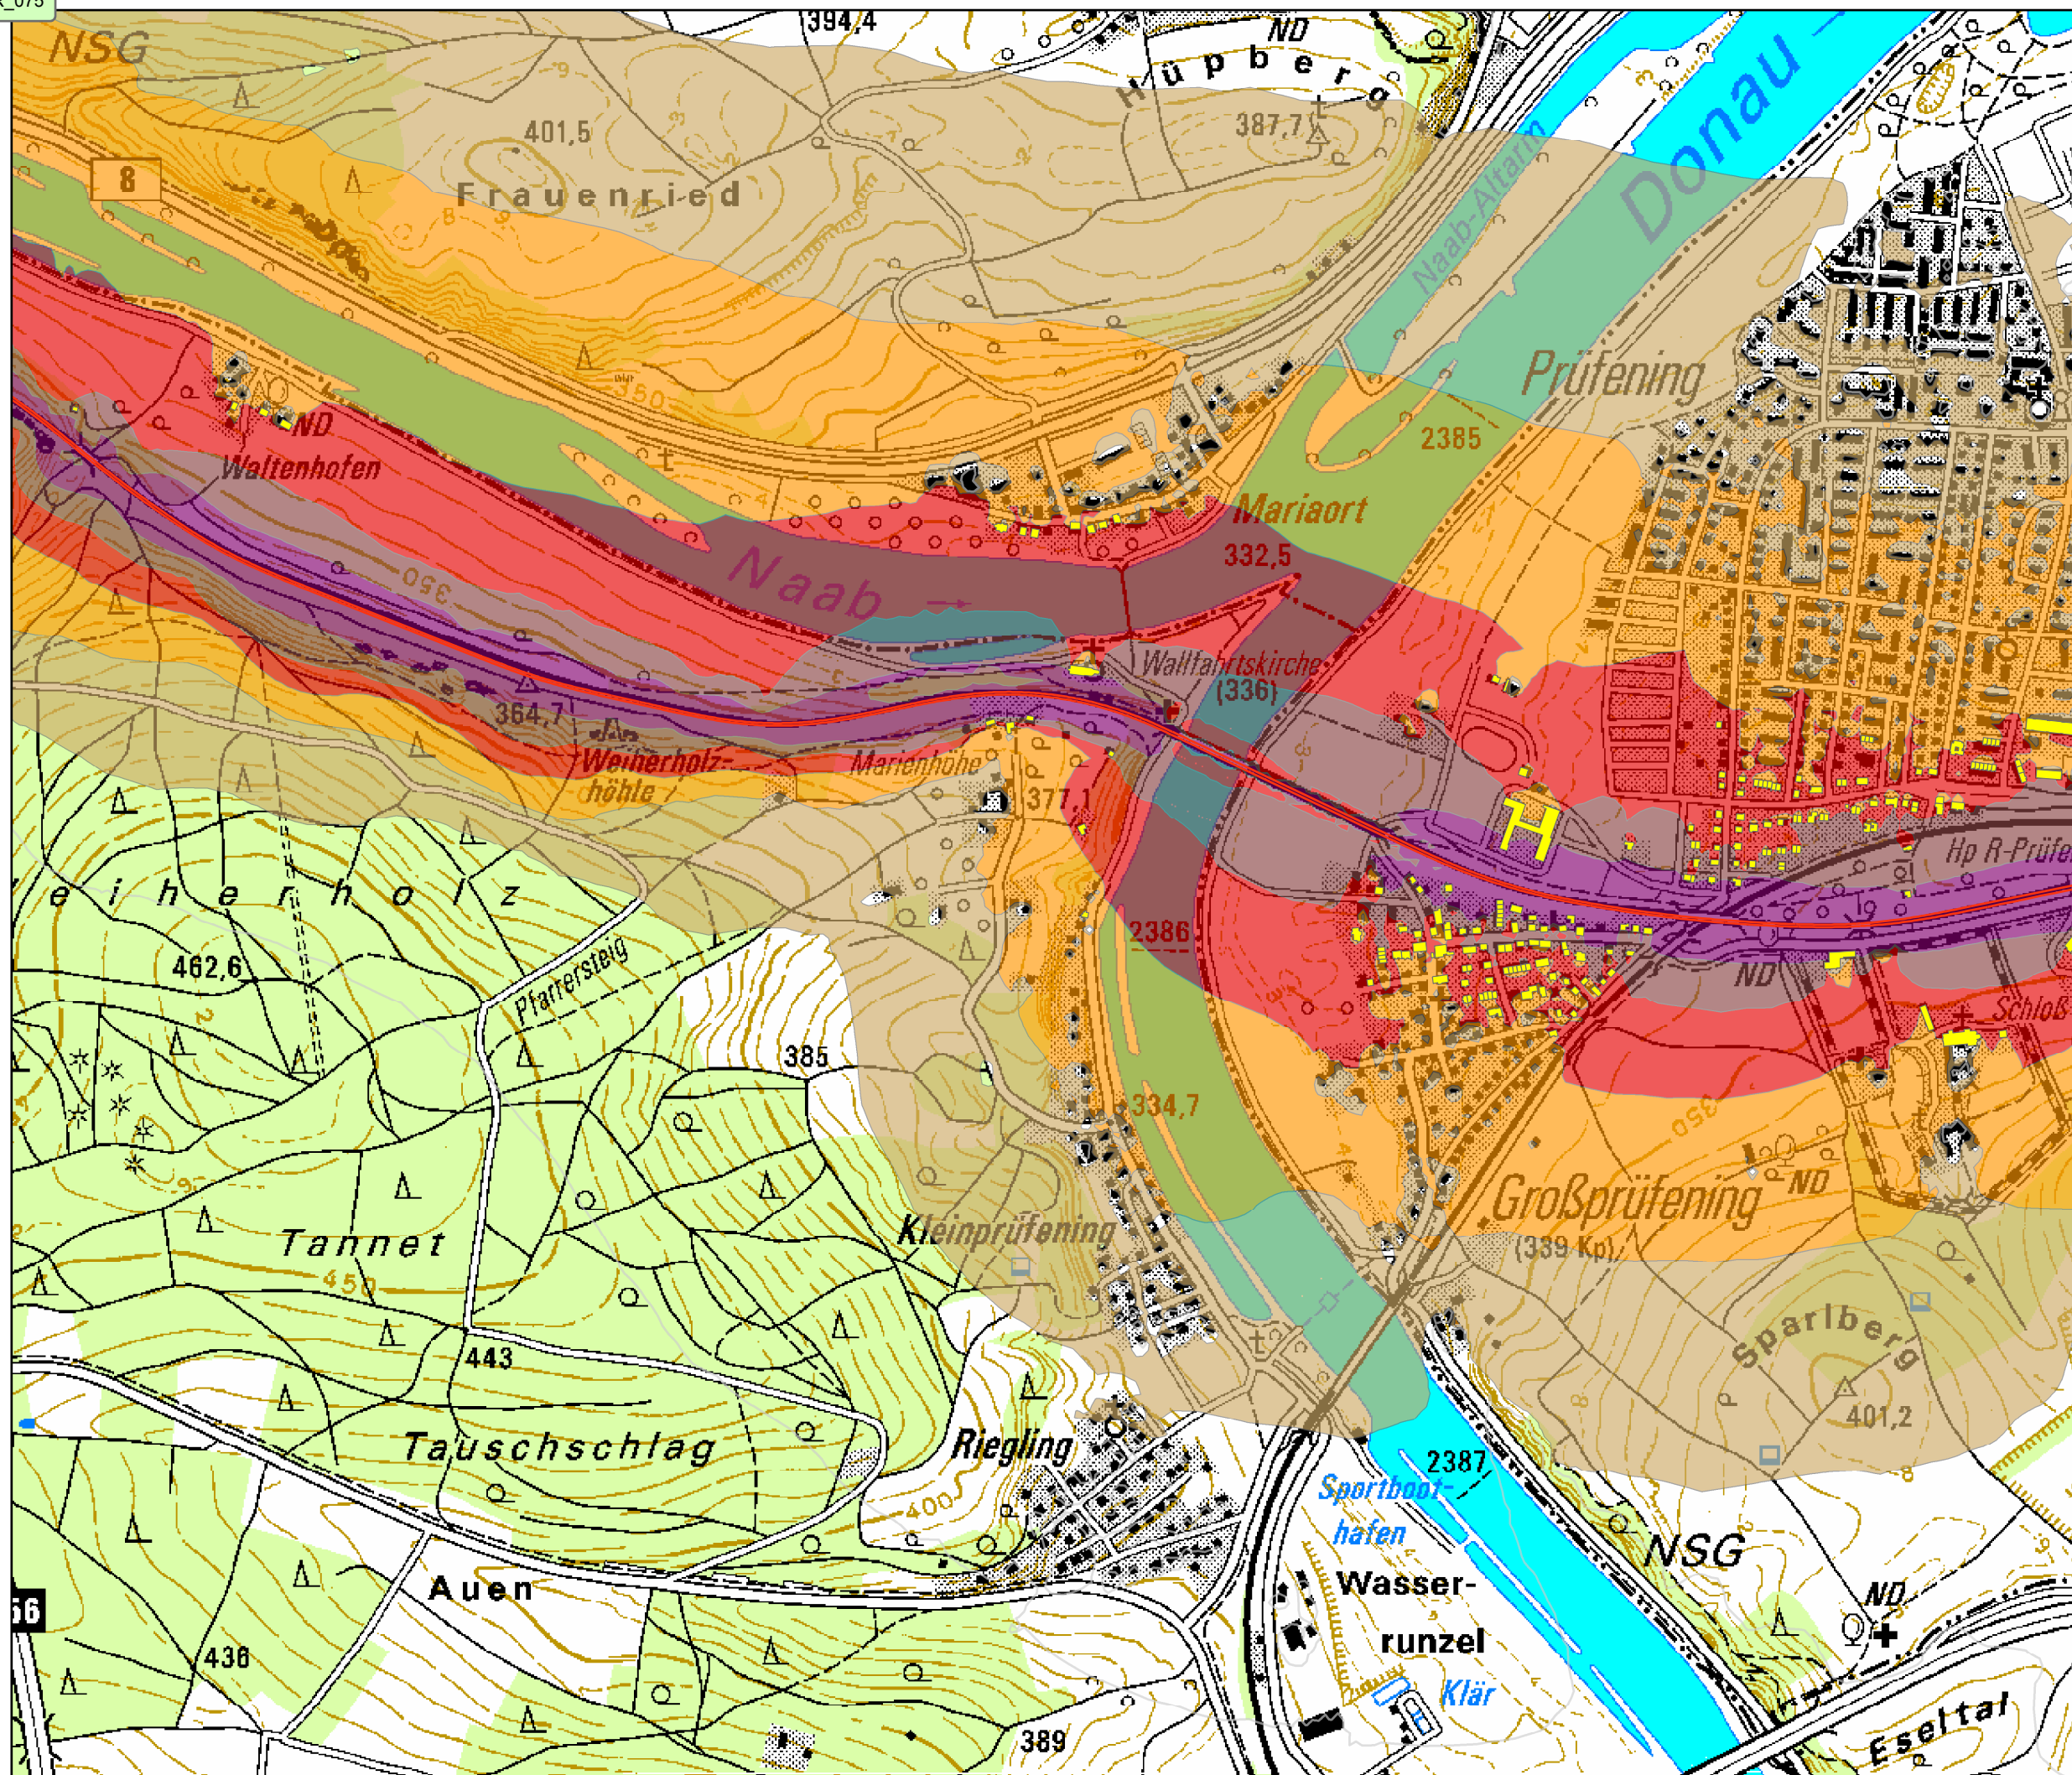 NSG
394,4
ND
Hüpberg
Donau
401,5
387,7
8
Frauenried
Naab-Altarm
350
Prüfening
2385
ND
Waltenhofen
Mariaort
332,5
350
Naab
Wallfahrtskirche
(336)
364,7
Weiherholz-
höhle
Marienhöhe
377,1
Hp R-Prüfe
eiherholz
2386
462,6
Pfaffersteig
ND
Schloß
385
334,7
350
Großprüfening
ND
Kleinprüfening
(339 Kp)
Tannet
450
Sparlberg
443
401,2
Tauschschlag
Riegling
2387
Sportboot-
hafen
400
NSG
Auen
Wasser-
runzel
ND
56
436
Klär
389
Eseltal